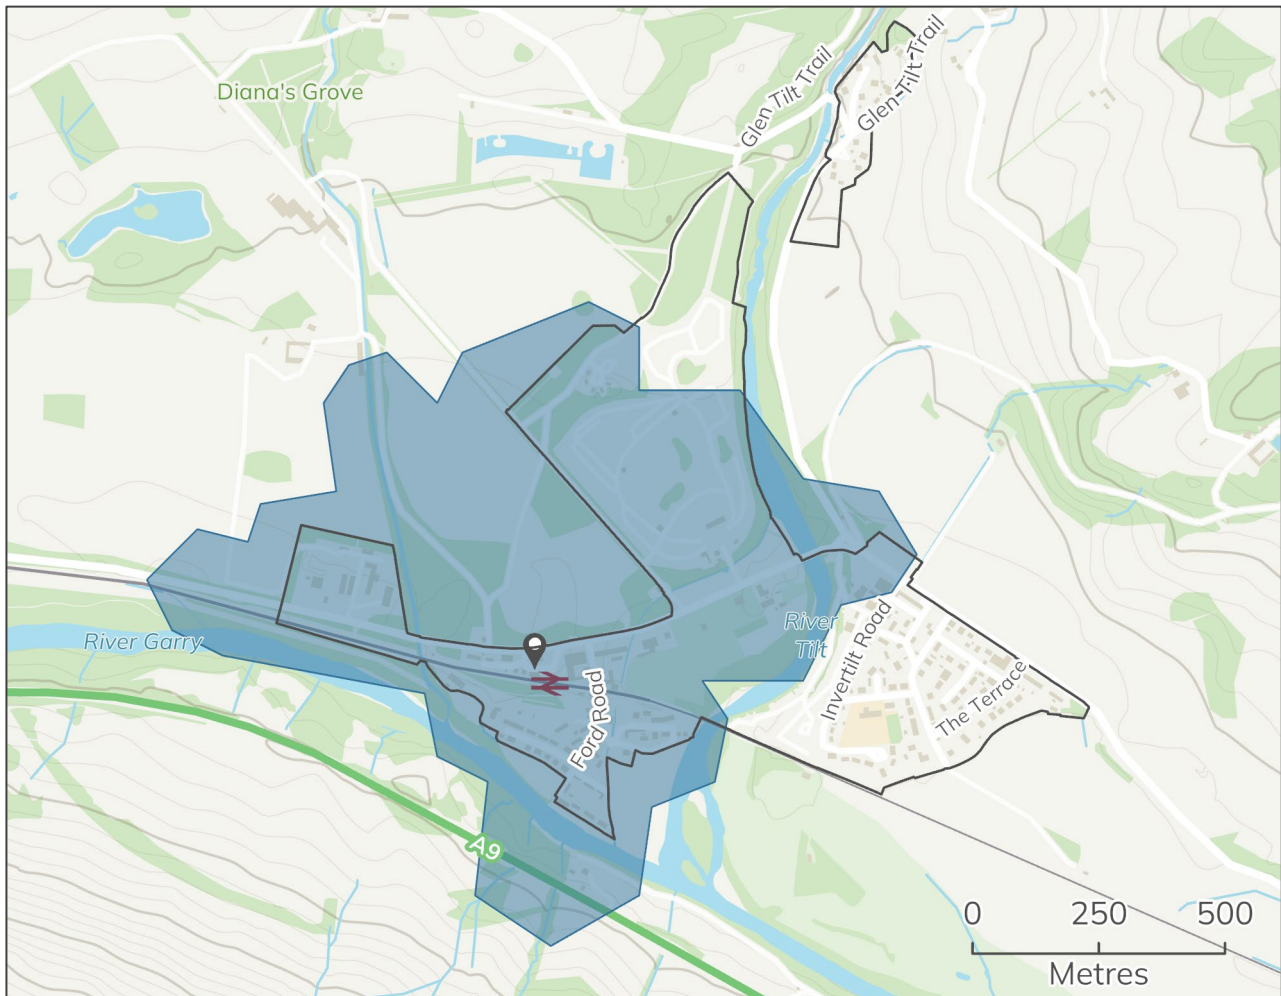 Glen Tilt Trail
Glen Tilt Trail
Diana's Grove
River Garry
River
Tilt
Invertilt Road
The Terrace
Ford Road
A9
0 250 500
Metres